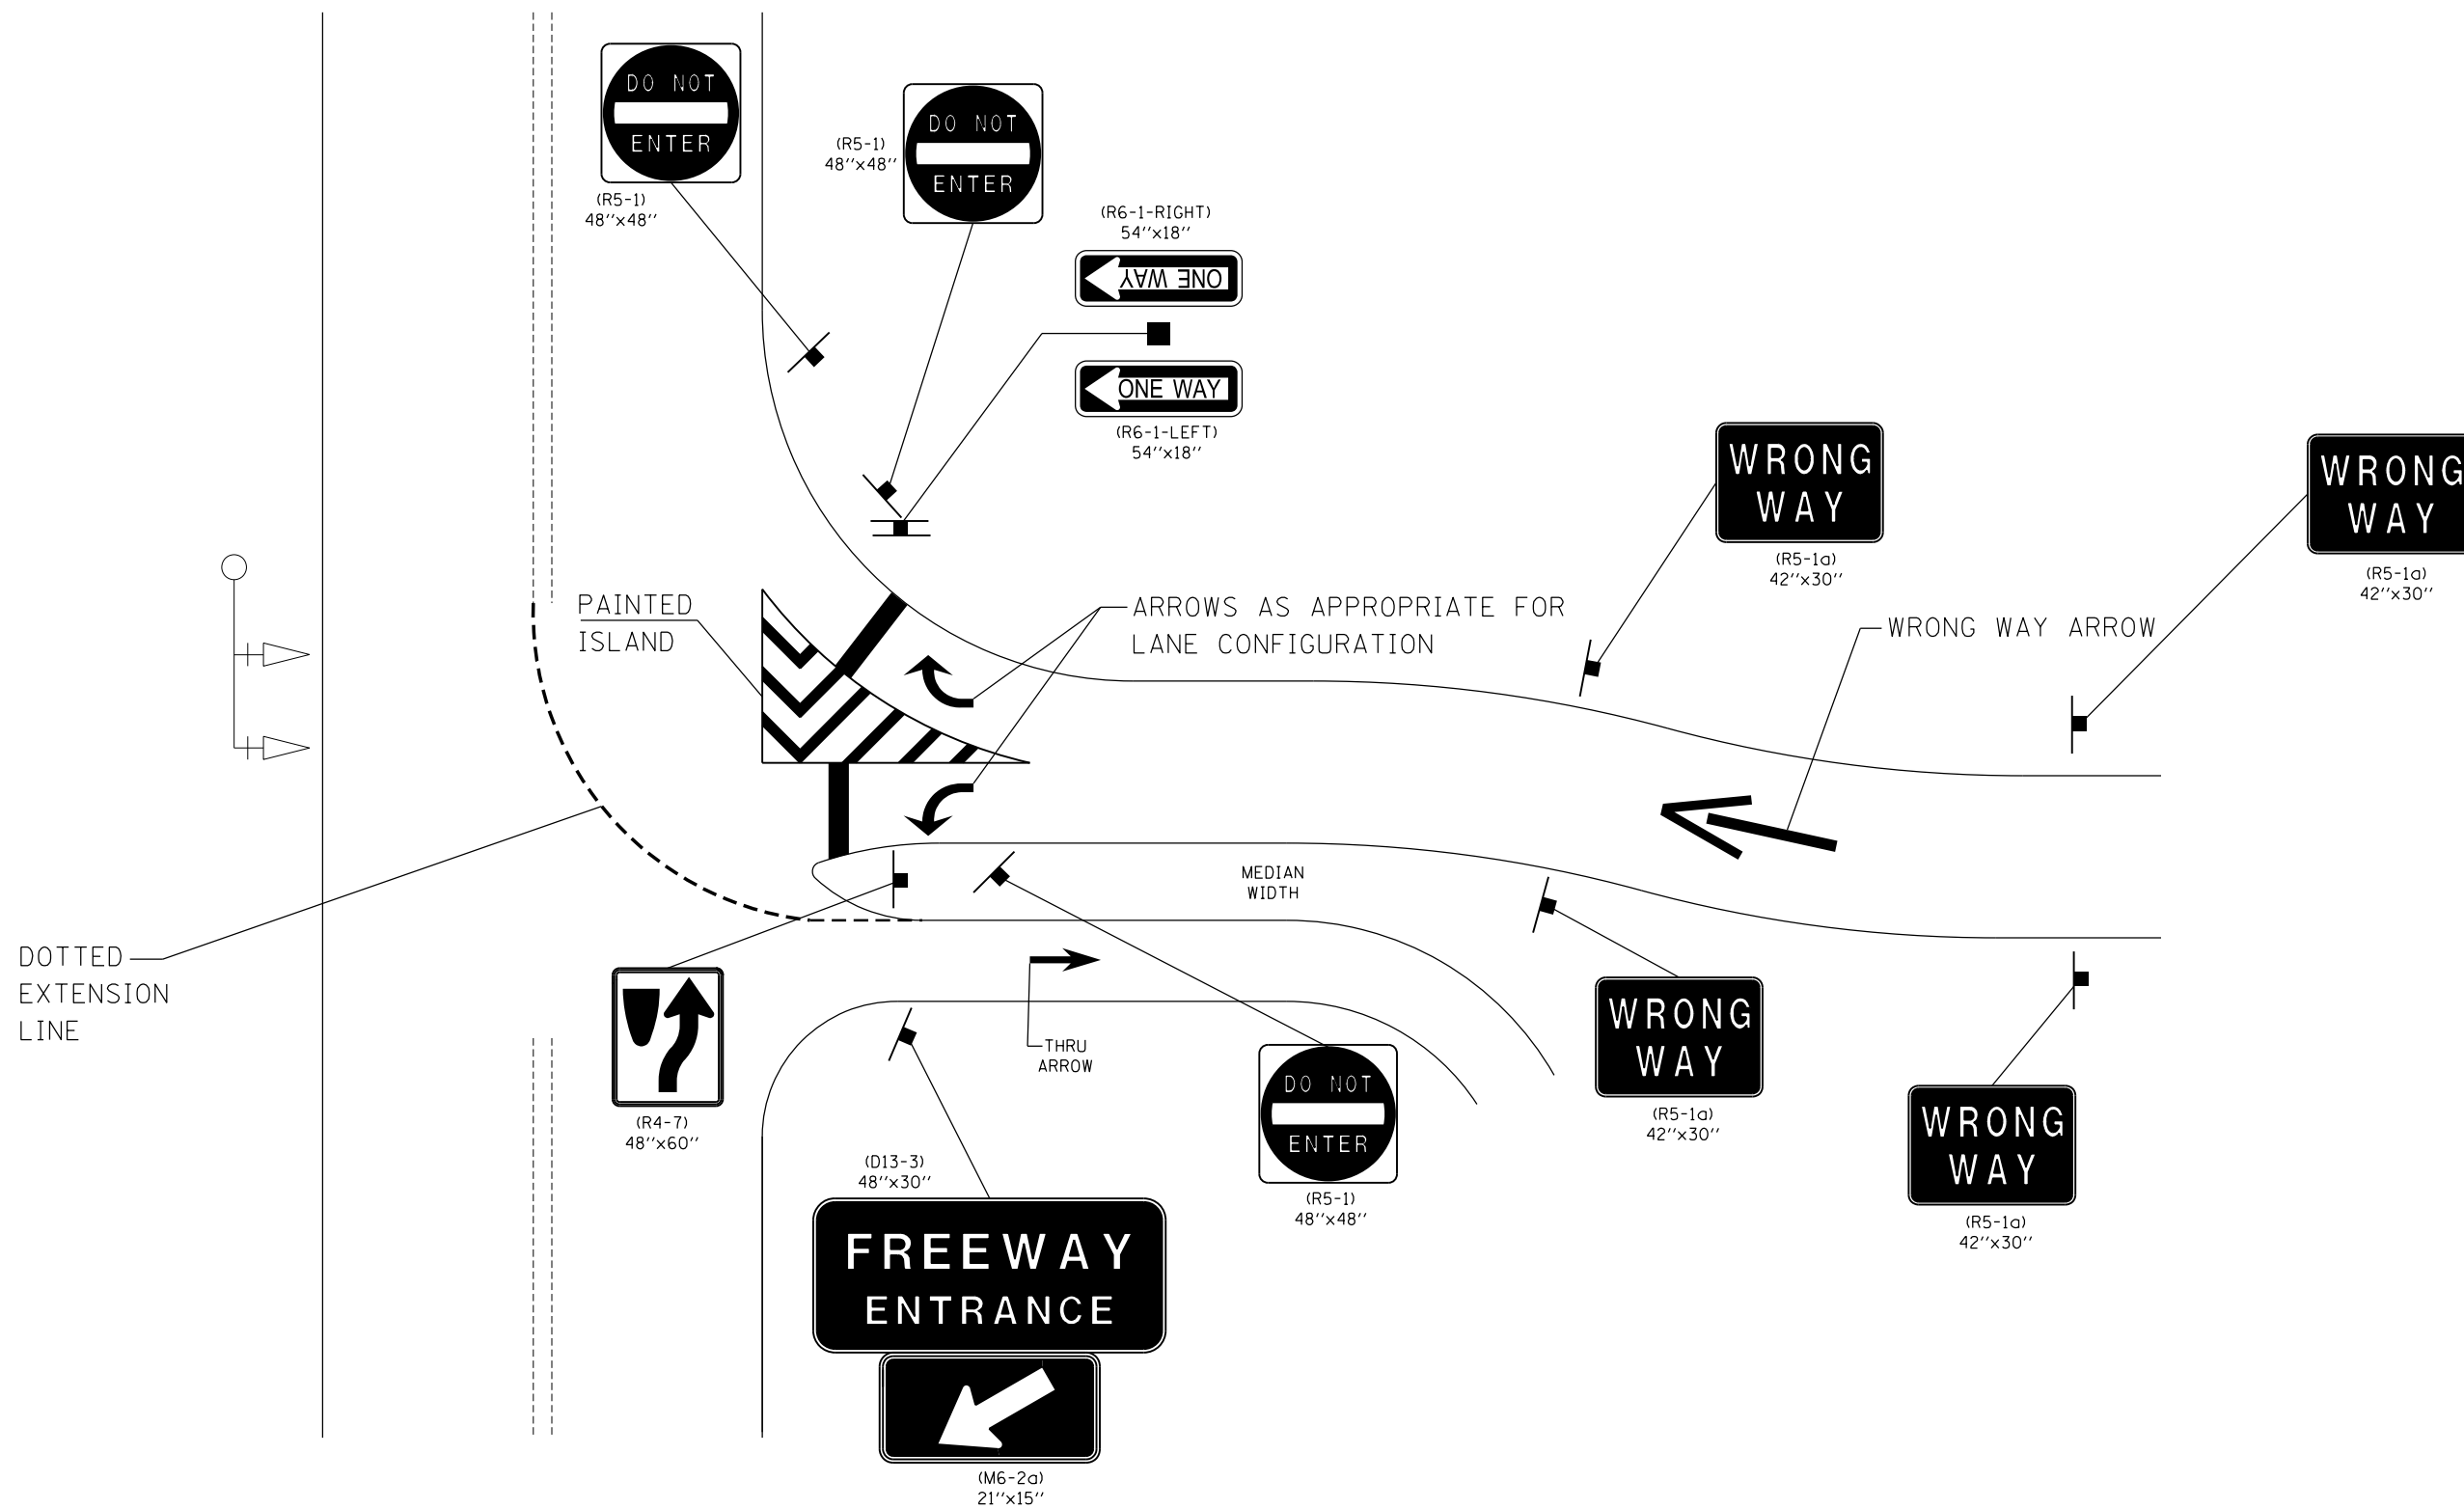 DO NOT
ENTER
(R5-1)
48''x48''
DO NOT
ENTER
(R5-1)
48''x48''
(R6-1-RIGHT)
54''x18''
ONE WAY
ONE WAY
(R6-1-LEFT)
54''x18''
WRONG
WAY
(R5-1a)
42''x30''
WRONG
WAY
(R5-1a)
42''x30''
PAINTED
ISLAND
ARROWS AS APPROPRIATE FOR
LANE CONFIGURATION
WRONG WAY ARROW
MEDIAN
WIDTH
DOTTED
EXTENSION
LINE
THRU
ARROW
(R4-7)
48''x60''
DO NOT
ENTER
(R5-1)
48''x48''
WRONG
WAY
(R5-1a)
42''x30''
WRONG
WAY
(R5-1a)
42''x30''
(D13-3)
48''x30''
FREEWAY
ENTRANCE
(M6-2a)
21''x15''